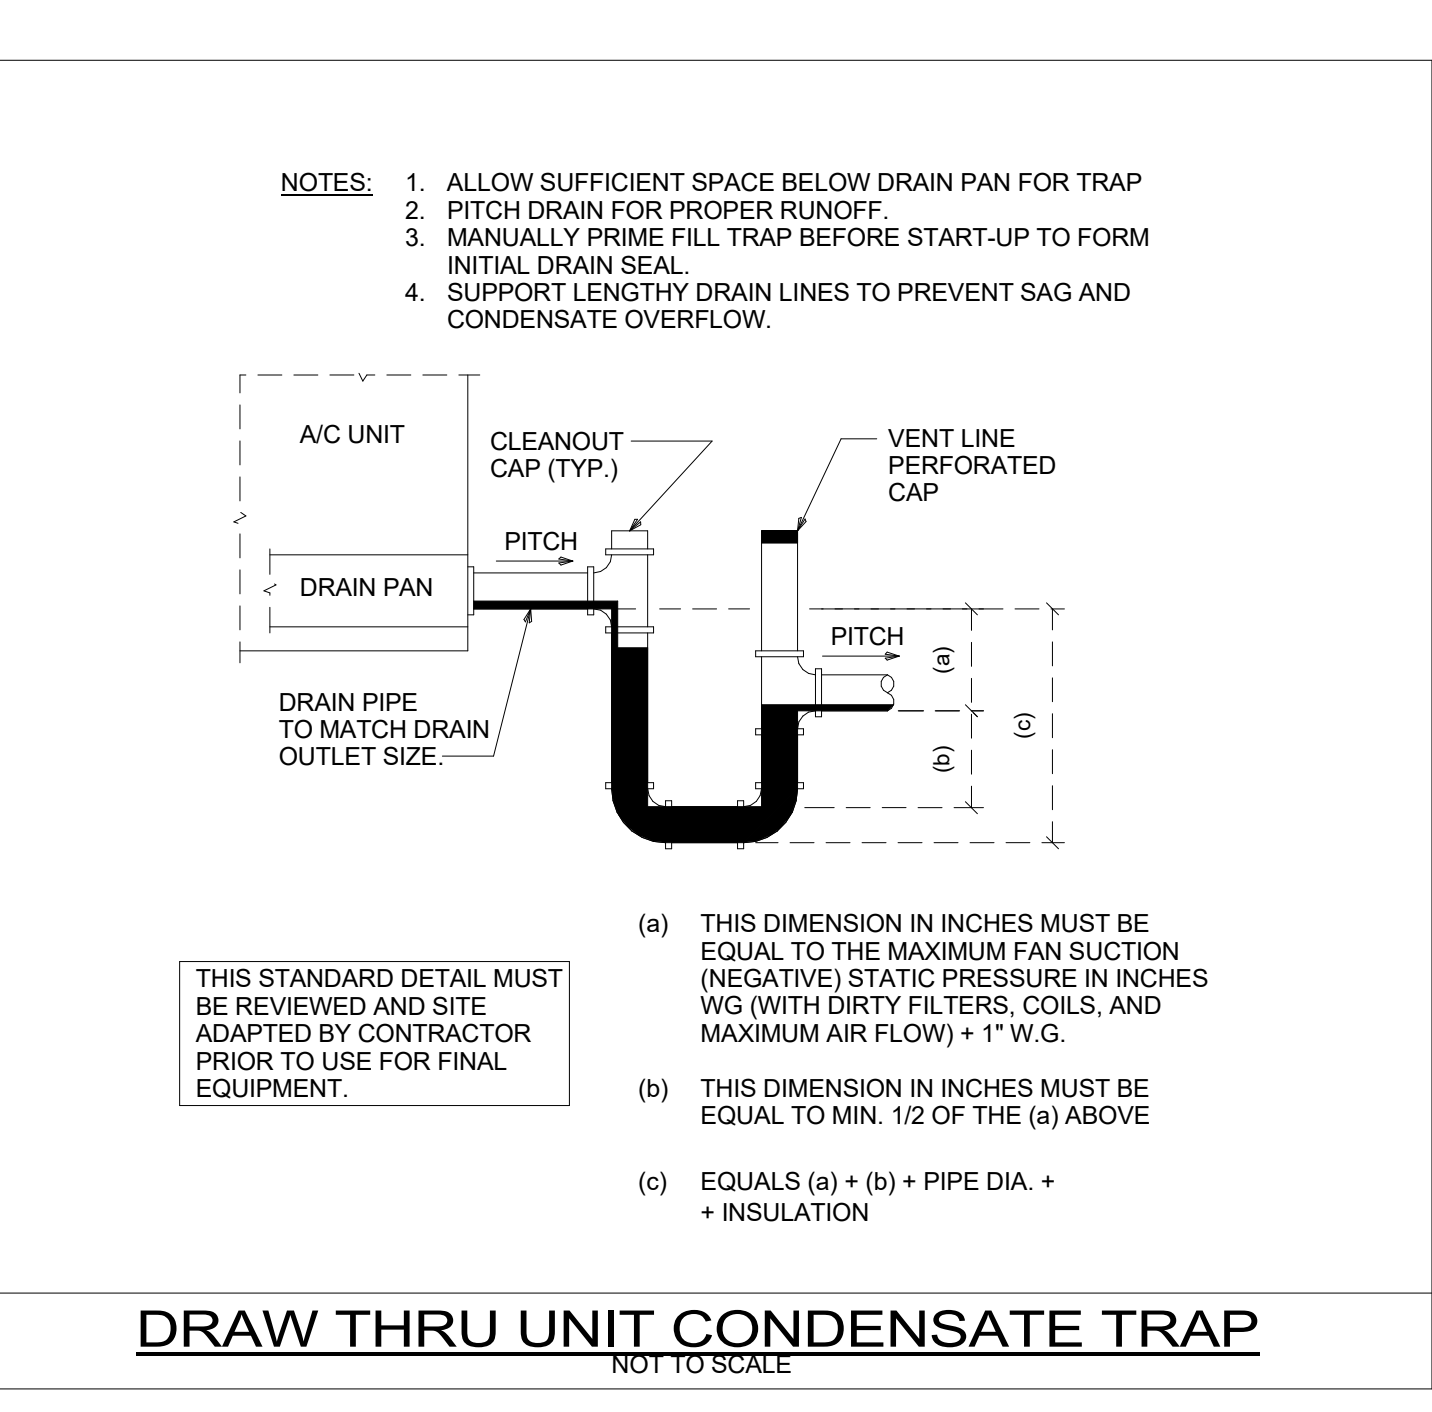 NOTES: 1. ALLOW SUFFICIENT SPACE BELOW DRAIN PAN FOR TRAP
2. PITCH DRAIN FOR PROPER RUNOFF.
3. MANUALLY PRIME FILL TRAP BEFORE START-UP TO FORM
INITIAL DRAIN SEAL.
4. SUPPORT LENGTHY DRAIN LINES TO PREVENT SAG AND
CONDENSATE OVERFLOW.
A/C UNIT
CLEANOUT
CAP (TYP.)
VENT LINE
PERFORATED
CAP
PITCH
DRAIN PAN
PITCH
(a)
(b)
(c)
DRAIN PIPE
TO MATCH DRAIN
OUTLET SIZE.
THIS STANDARD DETAIL MUST
BE REVIEWED AND SITE
ADAPTED BY CONTRACTOR
PRIOR TO USE FOR FINAL
EQUIPMENT.
(a) THIS DIMENSION IN INCHES MUST BE
EQUAL TO THE MAXIMUM FAN SUCTION
(NEGATIVE) STATIC PRESSURE IN INCHES
WG (WITH DIRTY FILTERS, COILS, AND
MAXIMUM AIR FLOW) + 1" W.G.
(b) THIS DIMENSION IN INCHES MUST BE
EQUAL TO MIN. 1/2 OF THE (a) ABOVE
(c) EQUALS (a) + (b) + PIPE DIA. +
+ INSULATION
DRAW THRU UNIT CONDENSATE TRAP
NOT TO SCALE